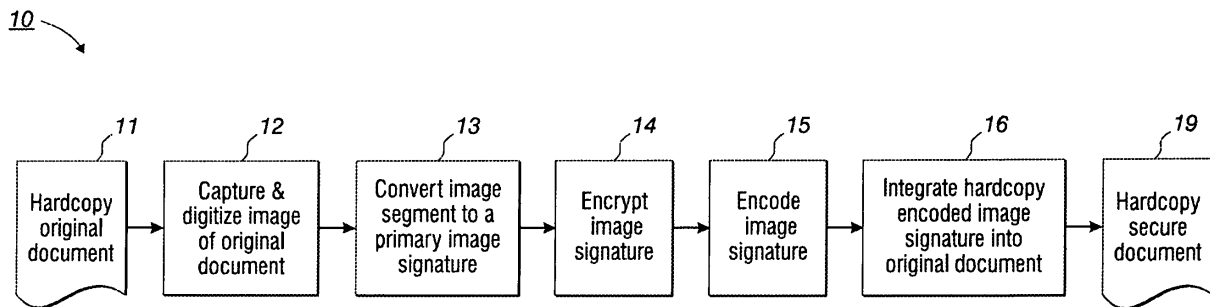 10
11
12
13
14
15
16
19
Hardcopy
original
document
Capture &
digitize image
of original
document
Convert image
segment to a
primary image
signature
Encrypt
image
signature
Encode
image
signature
Integrate hardcopy
encoded image
signature into
original document
Hardcopy
secure
document